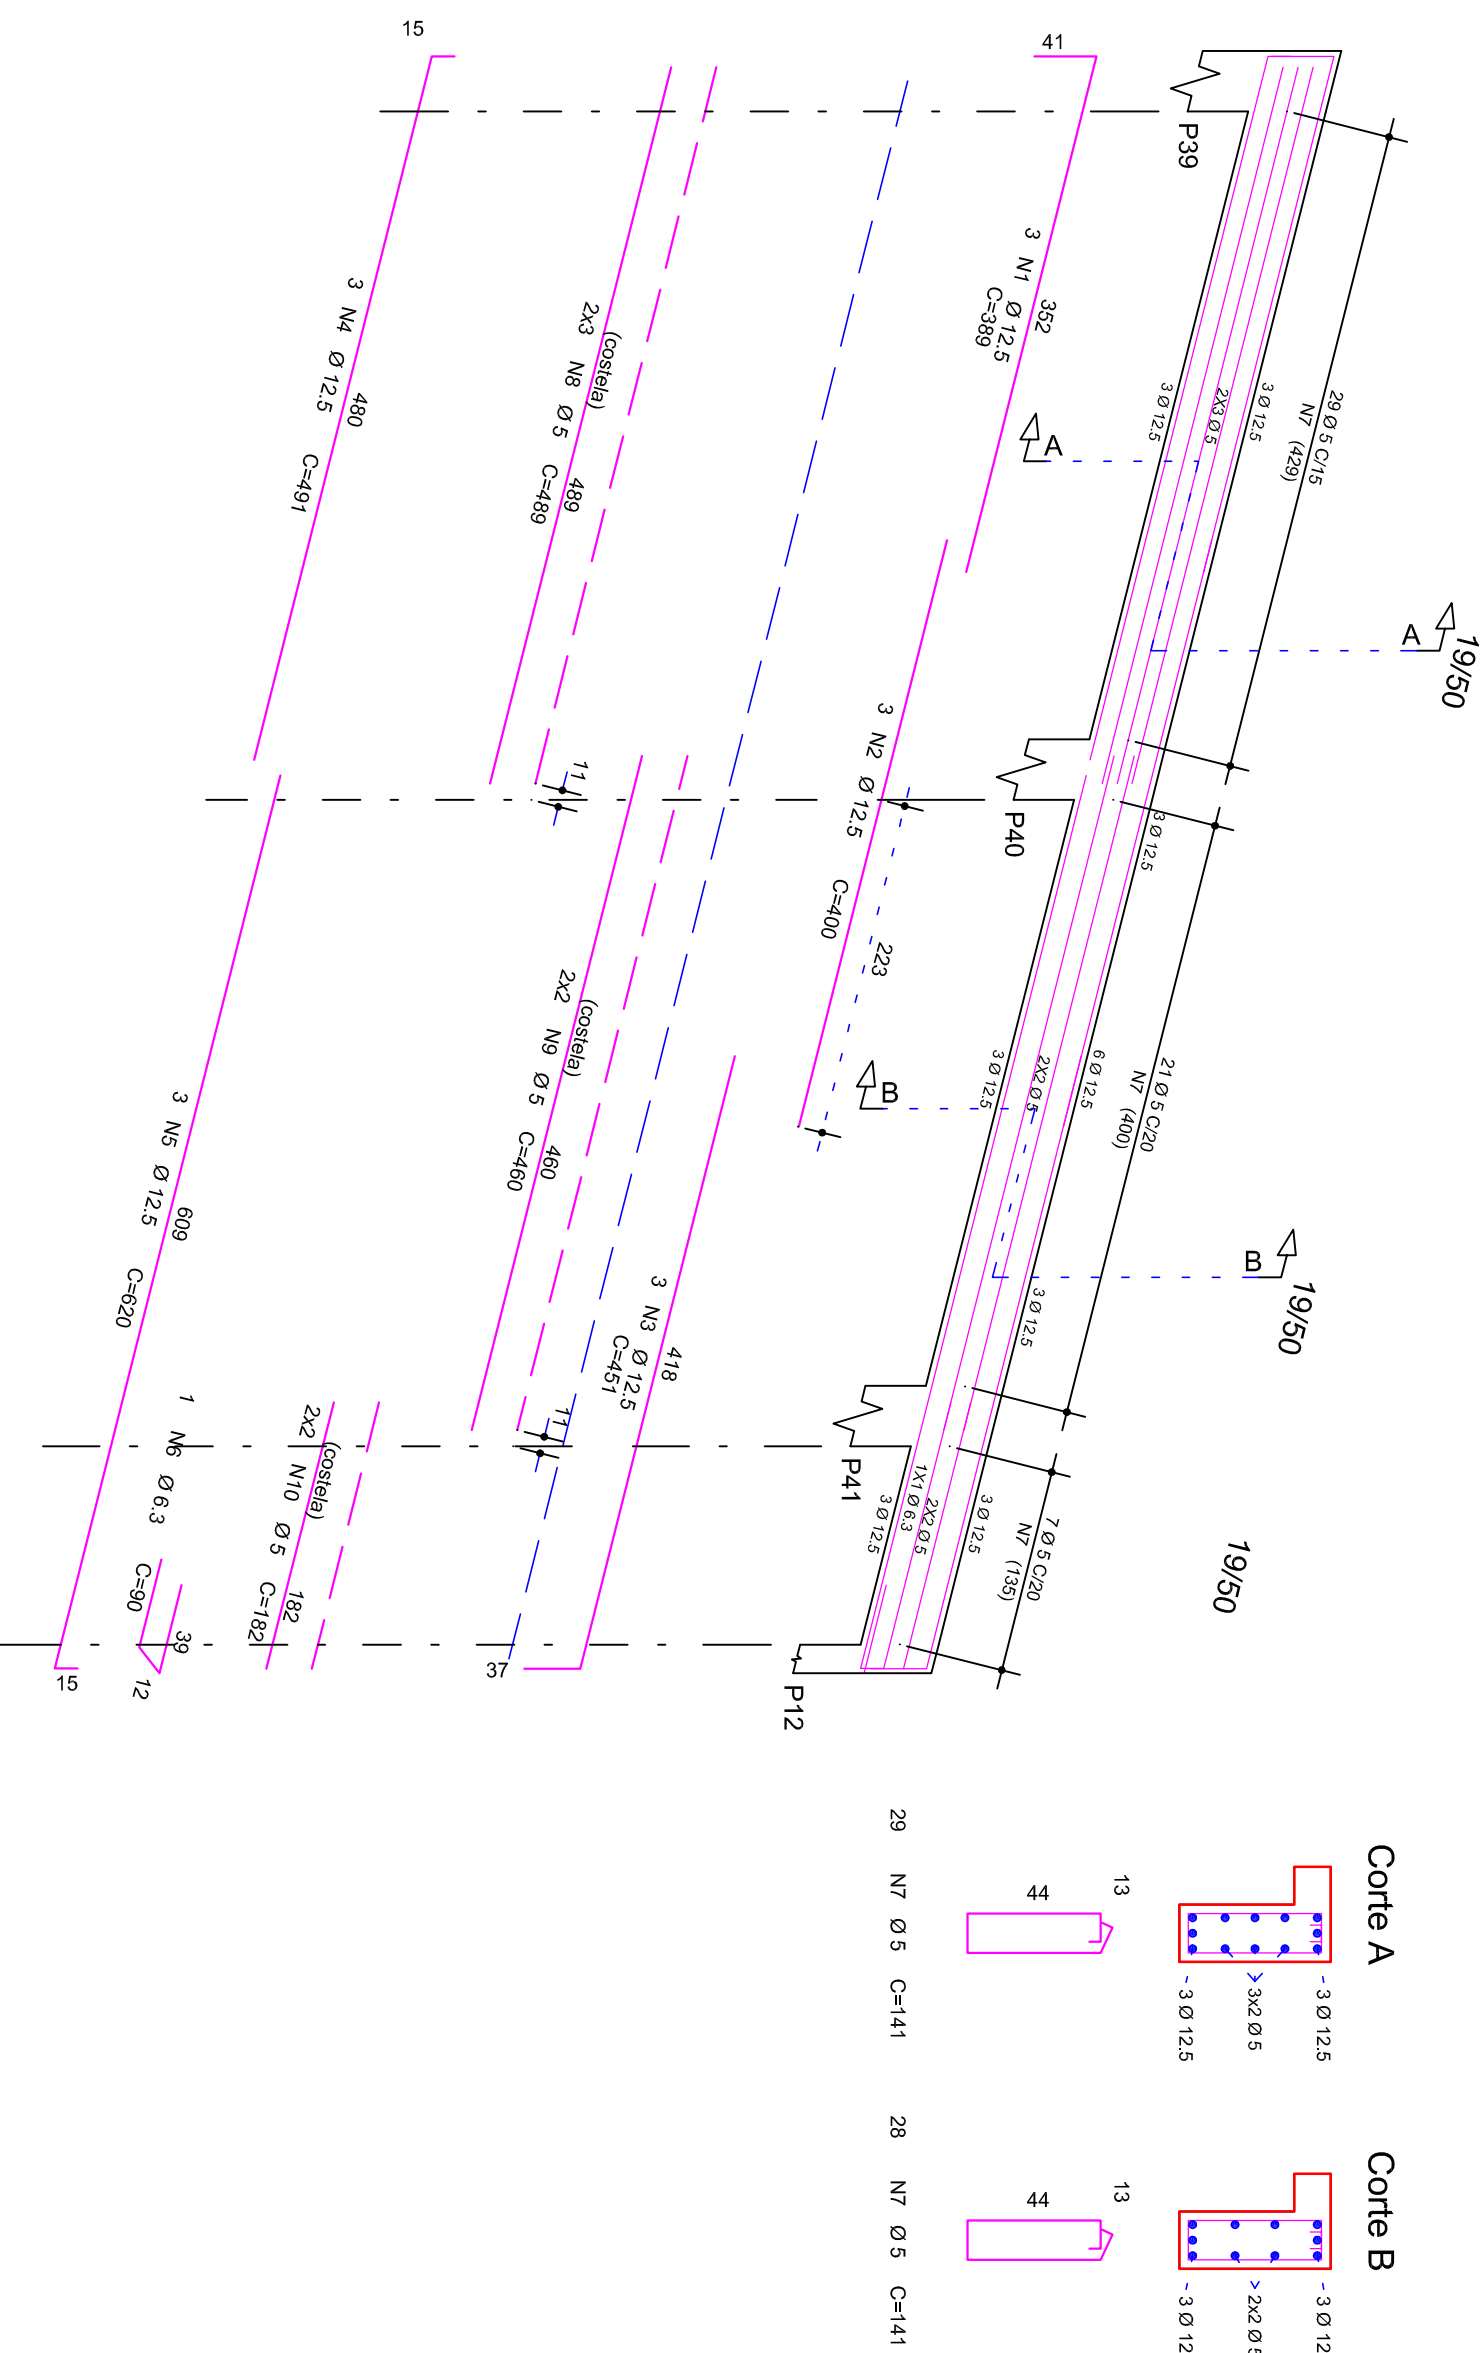 19/50
19/50
19/50
A
A
B
B
29 Ø 5 C/15
N7 (429)
21 Ø 5 C/20
N7 (400)
7 Ø 5 C/20
N7 (135)
3 Ø 12.5
2X3 Ø 5
3 Ø 12.5
3 Ø 12.5
6 Ø 12.5
2X2 Ø 5
3 Ø 12.5
3 Ø 12.5
3 Ø 12.5
2X2 Ø 5
1X1 Ø 6.3
3 Ø 12.5
P39
P40
P41
P12
41
352
3 N1 Ø 12.5
C=389
3 N2 Ø 12.5 C=400
223
418
3 N3 Ø 12.5
C=451
37
(costela)
2x3 N8 Ø 5 C=489
489
11
(costela)
2x2 N9 Ø 5 C=460
460
11
(costela)
2x2 N10 Ø 5 C=182
182
15
480
3 N4 Ø 12.5 C=491
609
3 N5 Ø 12.5 C=620
15
1 N6 Ø 6.3 C=90
39
12
Corte A
3 Ø 12.5
3x2 Ø 5
3 Ø 12.5
13
44
29 N7 Ø 5 C=141
Corte B
3 Ø 12
2x2 Ø 5
3 Ø 12
13
44
28 N7 Ø 5 C=141